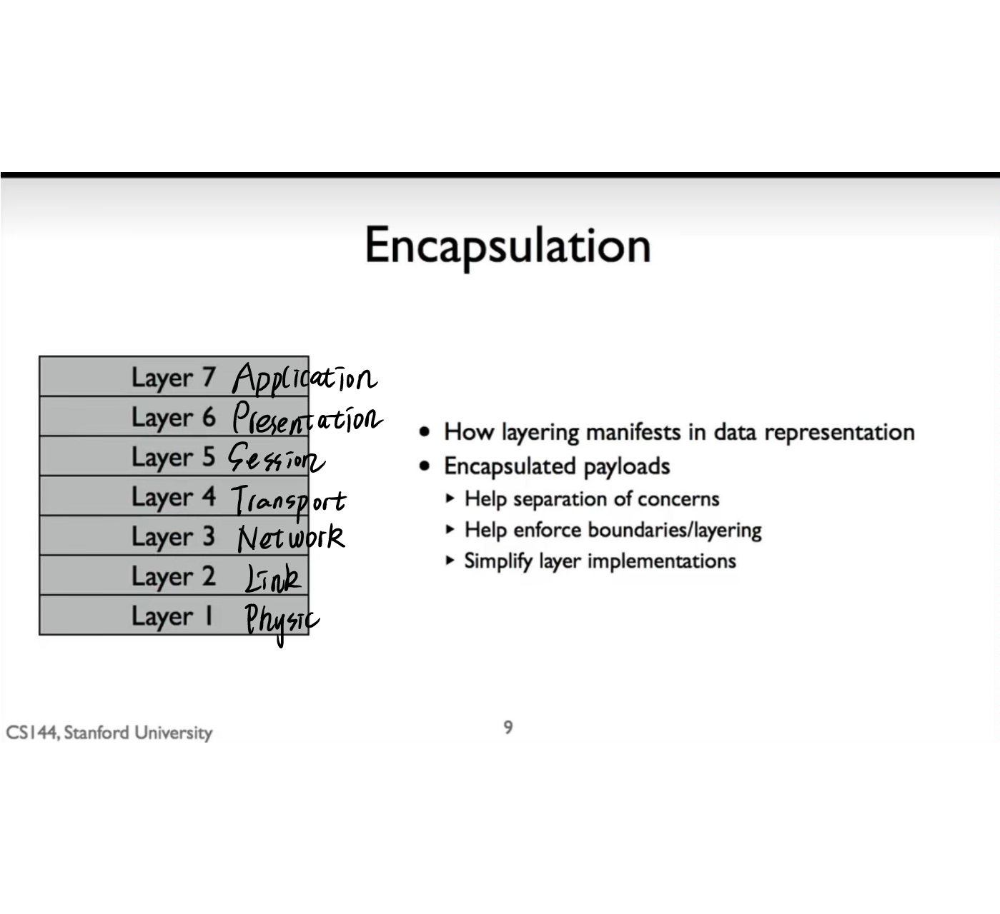 Encapsulation
Layer 7 Application
Layer 6 Presentation
Layer 5 Session
Layer 4 Transport
Layer 3 Network
Layer 2 Link
Layer 1 Physic
• How layering manifests in data representation
• Encapsulated payloads
▸ Help separation of concerns
▸ Help enforce boundaries/layering
▸ Simplify layer implementations
CS144, Stanford University
9